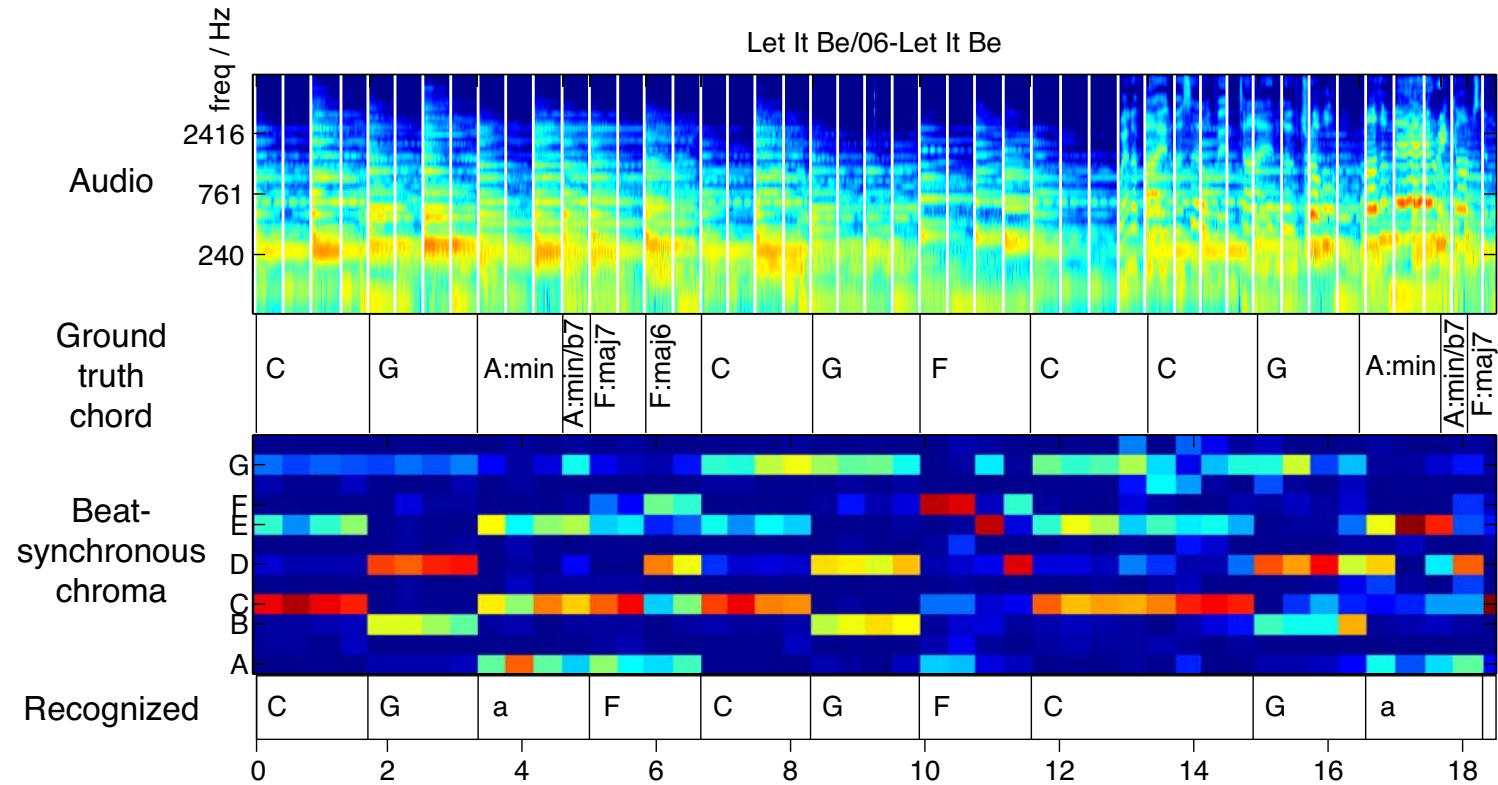 Let It Be/06-Let It Be
freq / Hz
Audio
2416
761
240
Ground
truth
chord
C
G
A:min
A:min/b7
F:maj7
F:maj6
C
G
F
C
C
G
A:min
A:min/b7
F:maj7
Beat-
synchronous
chroma
G
F
E
D
C
B
A
Recognized
C
G
a
F
C
G
F
C
G
a
0 2 4 6 8 10 12 14 16 18